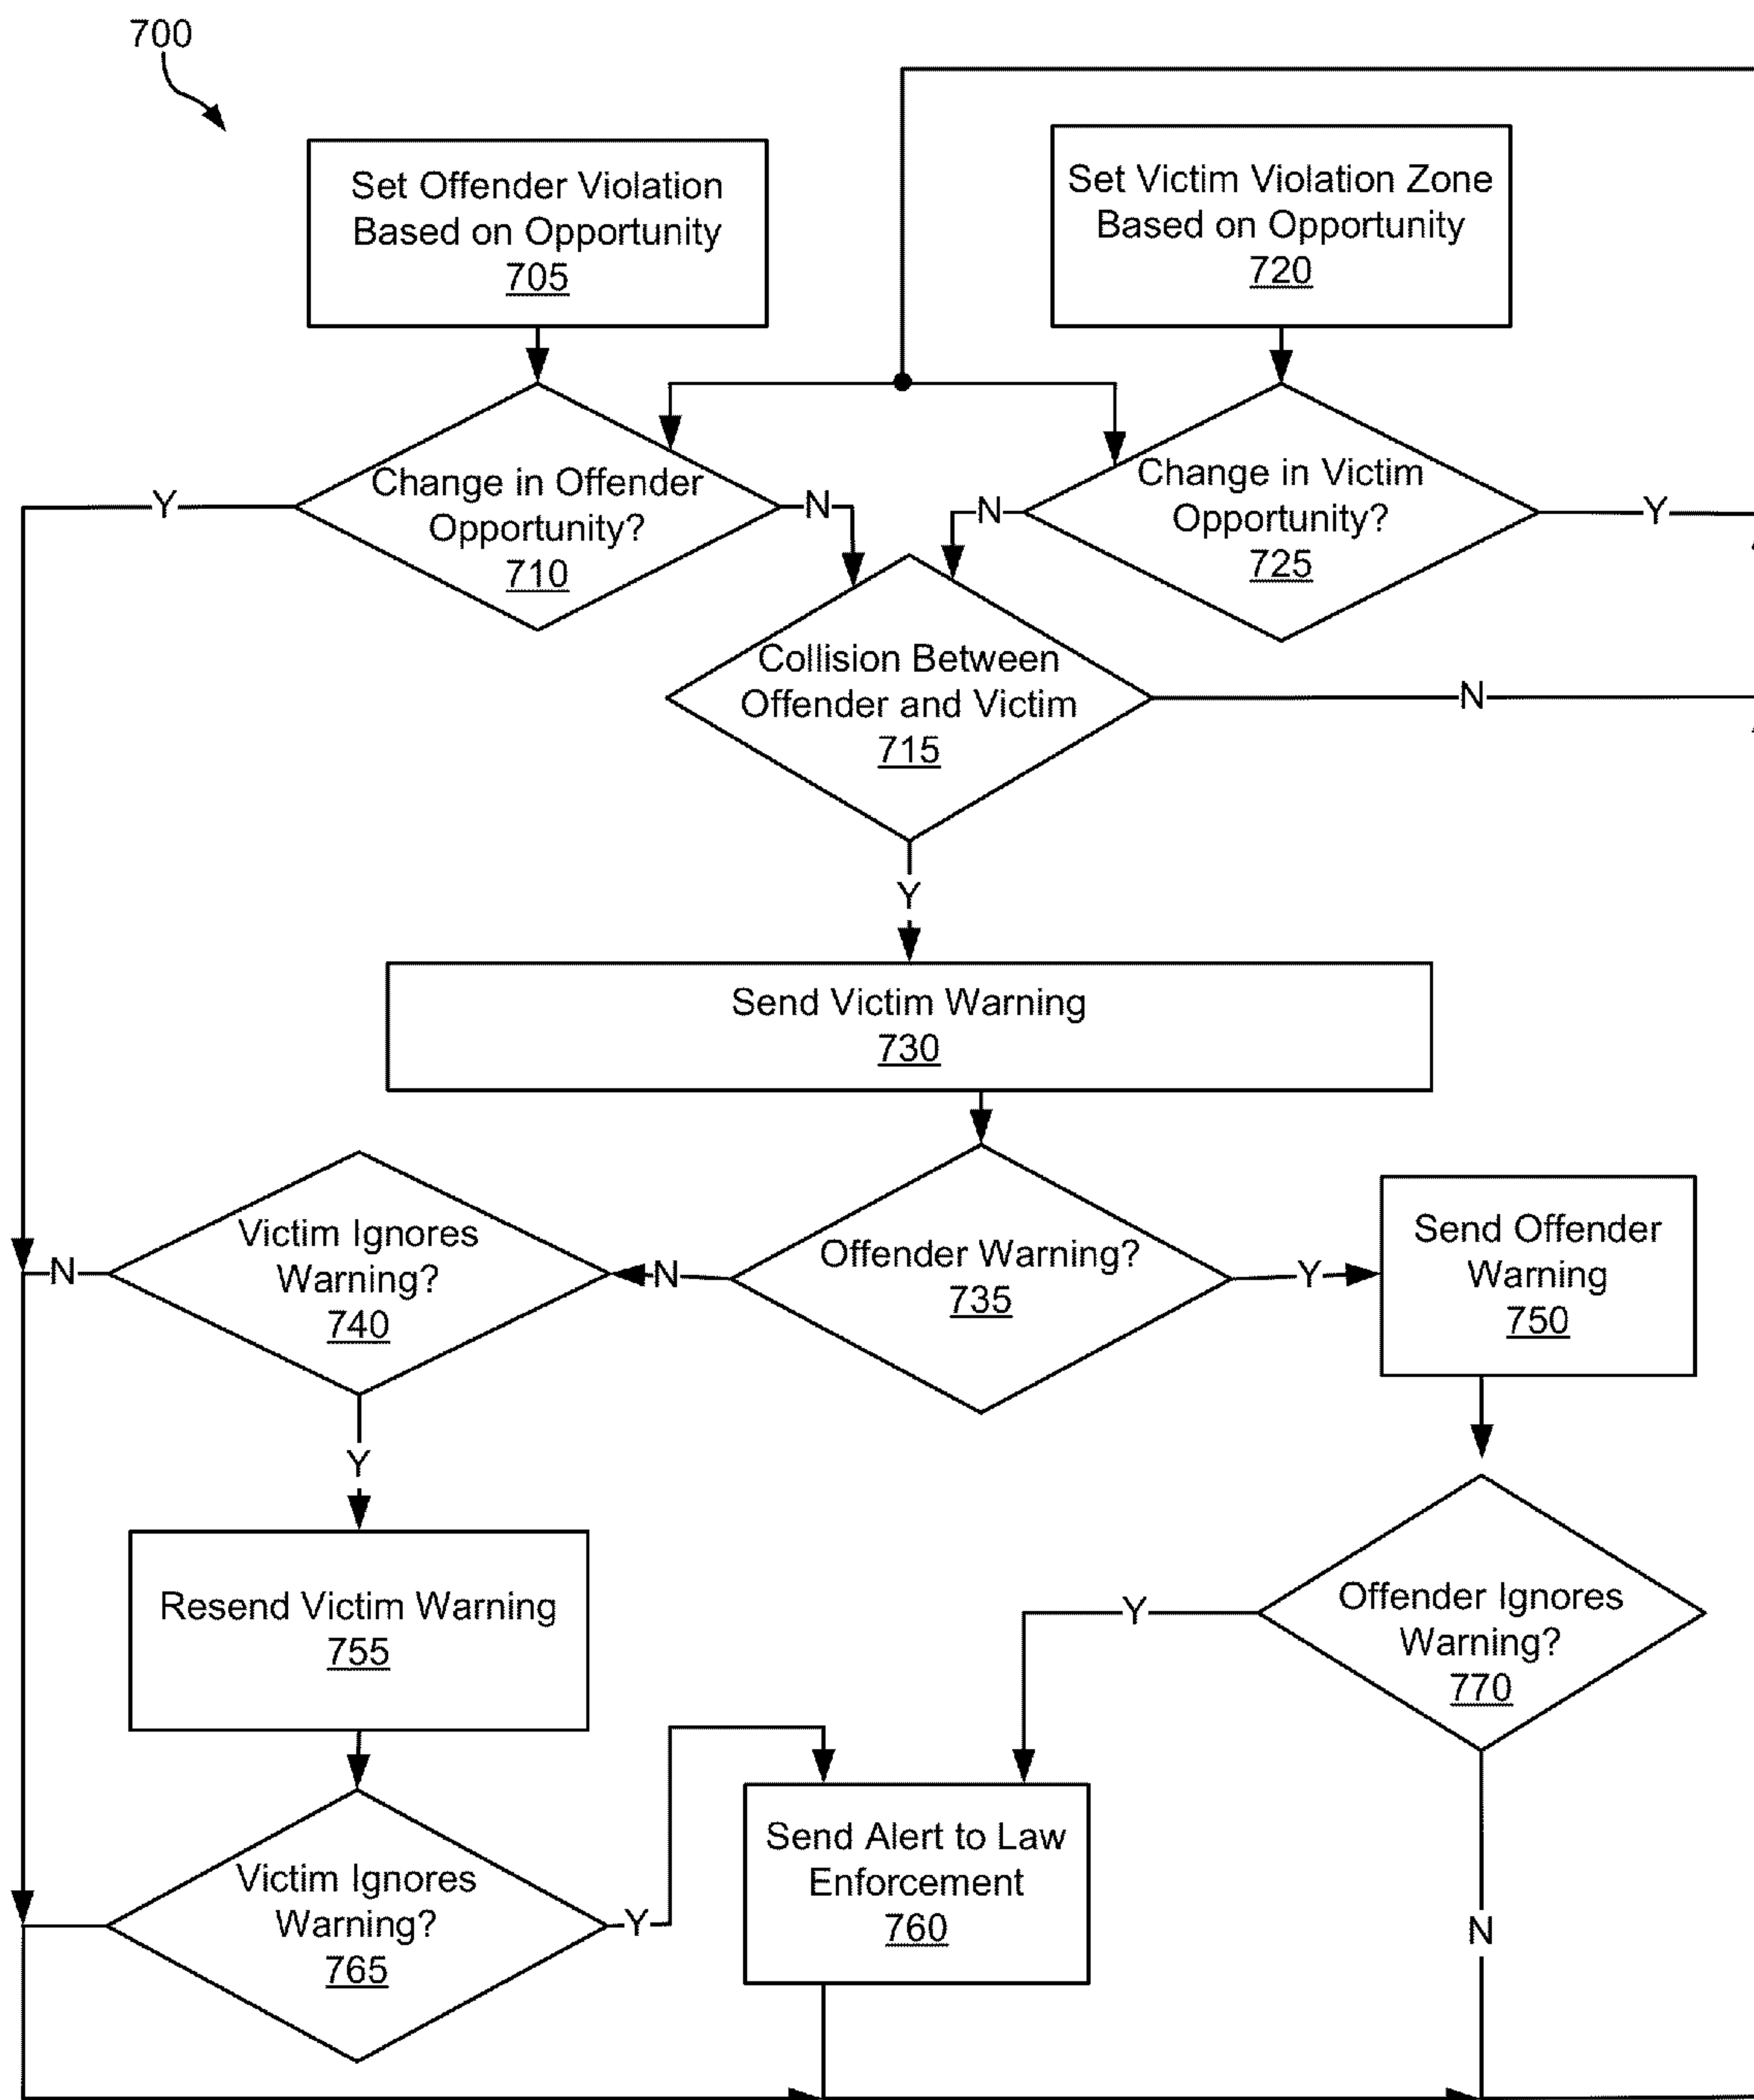 700
Set Offender Violation
Based on Opportunity
705
Set Victim Violation Zone
Based on Opportunity
720
Change in Offender
Opportunity?
710
Y
N
Change in Victim
Opportunity?
725
N
Y
Collision Between
Offender and Victim
715
N
Y
Send Victim Warning
730
Offender Warning?
735
N
Y
Victim Ignores
Warning?
740
N
Y
Send Offender
Warning
750
Resend Victim Warning
755
Offender Ignores
Warning?
770
Y
N
Victim Ignores
Warning?
765
Y
Send Alert to Law
Enforcement
760